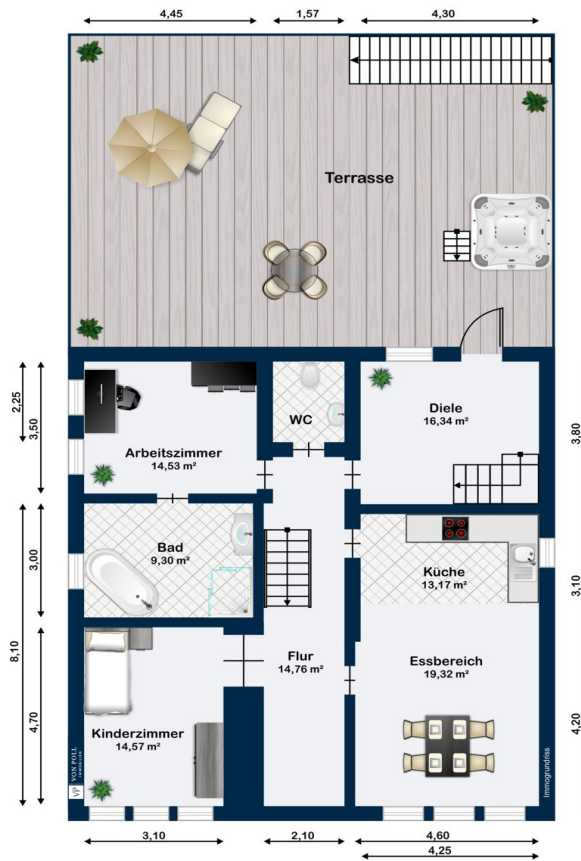 4,45
1,57
4,30
Terrasse
2,25
3,50
3,80
WC
Diele
16,34 m²
Arbeitszimmer
14,53 m²
Bad
9,30 m²
3,00
Küche
13,17 m²
3,10
8,10
Flur
14,76 m²
Essbereich
19,32 m²
4,70
4,20
Kinderzimmer
14,57 m²
VP VON POLL
IMMOBILIEN
Immogrundriss
3,10
2,10
4,60
4,25